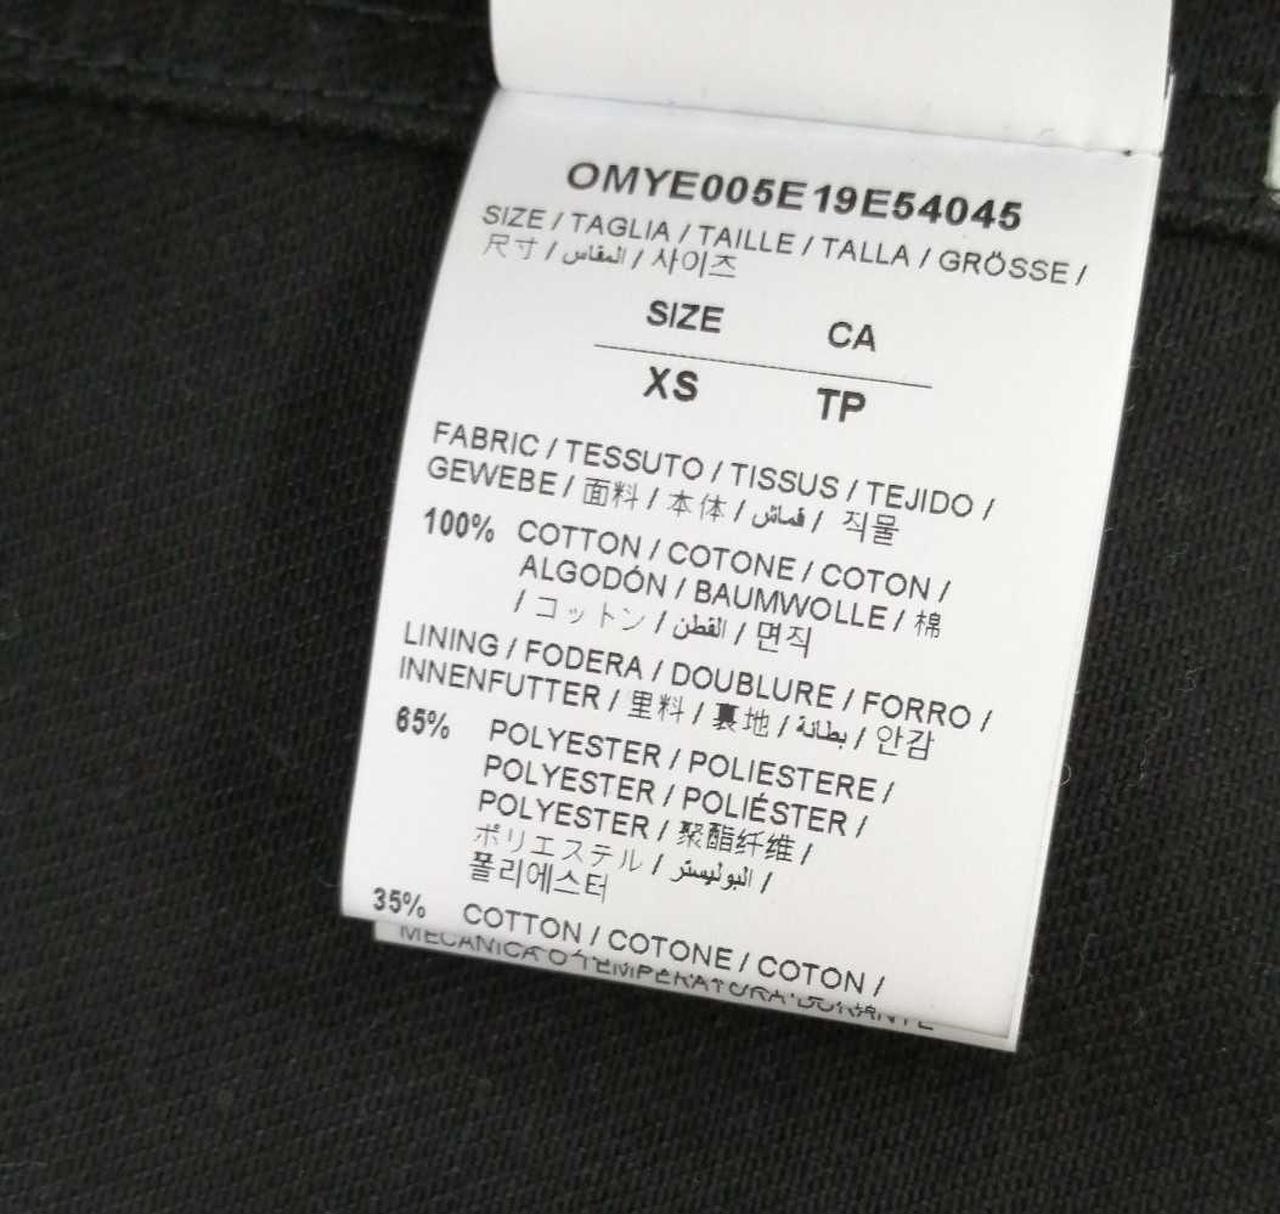 OMYE005E19E54045
SIZE / TAGLIA / TAILLE / TALLA / GRÖSSE /
尺寸 / المقاس / 사이즈
SIZE CA
XS TP
FABRIC / TESSUTO / TISSUS / TEJIDO /
GEWEBE / 面料 / 本体 / قماش / 직물
100% COTTON / COTONE / COTON /
ALGODÓN / BAUMWOLLE / 棉
/ コットン / القطن / 면직
LINING / FODERA / DOUBLURE / FORRO /
INNENFUTTER / 里料 / 裏地 / بطانة / 안감
65% POLYESTER / POLIESTERE /
POLYESTER / POLIÉSTER /
POLYESTER / 聚酯纤维 /
ポリエステル / البوليستر /
폴리에스터
35% COTTON / COTONE / COTON /
MECANICA O TEMPERATURA DURANTE